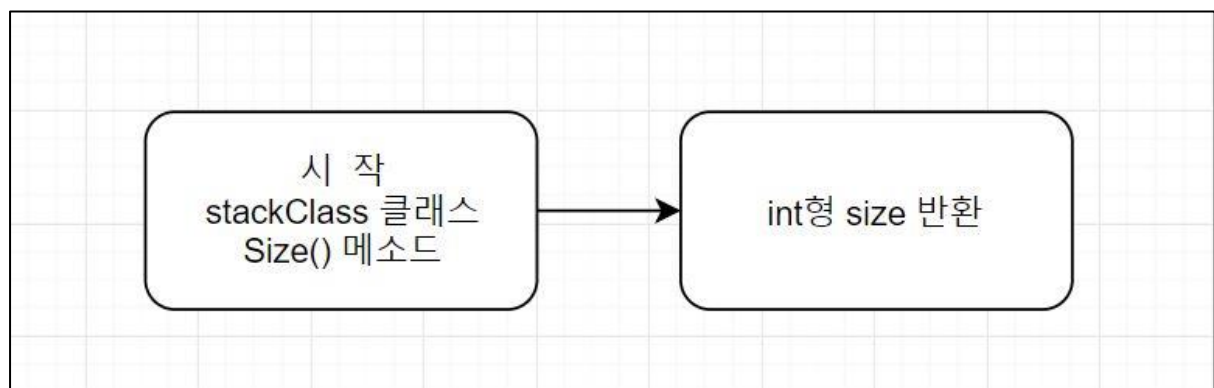 시 작
stackClass 클래스
Size() 메소드
int형 size 반환